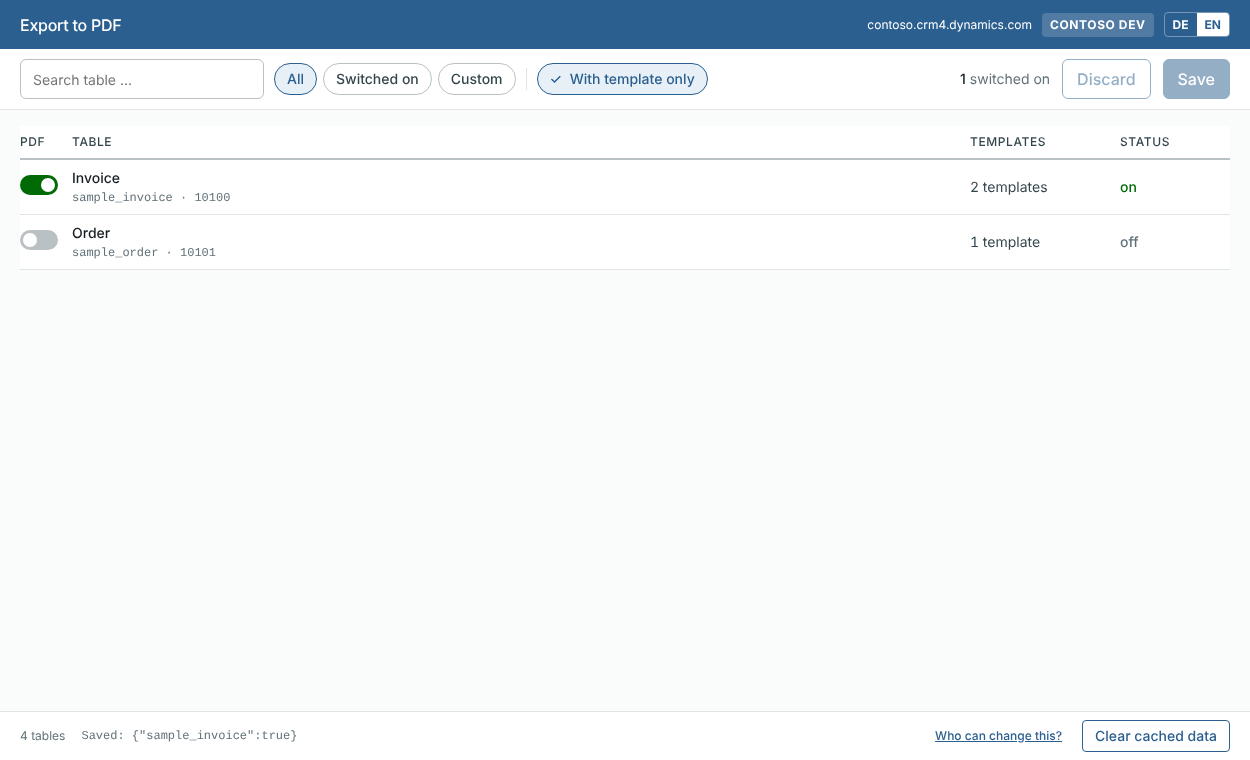 Export to PDF
contoso.crm4.dynamics.com CONTOSO DEV DE EN
Search table ... All Switched on Custom ✓ With template only 1 switched on Discard Save
PDF TABLE TEMPLATES STATUS
Invoice
sample_invoice · 10100
2 templates
on
Order
sample_order · 10101
1 template
off
4 tables Saved: {"sample_invoice":true} Who can change this? Clear cached data